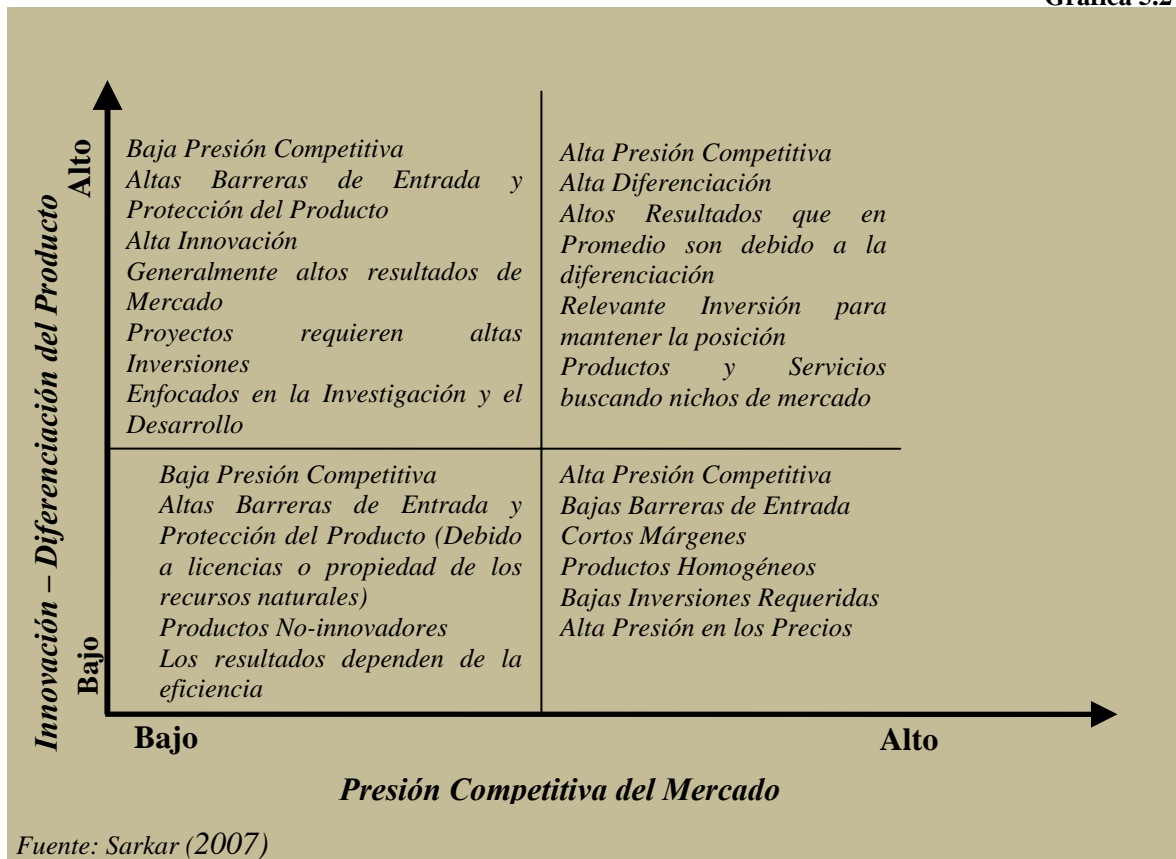 Alto
Bajo
Innovación – Diferenciación del Producto
Baja Presión Competitiva
Altas Barreras de Entrada y
Protección del Producto
Alta Innovación
Generalmente altos resultados de
Mercado
Proyectos requieren altas
Inversiones
Enfocados en la Investigación y el
Desarrollo
Alta Presión Competitiva
Alta Diferenciación
Altos Resultados que en
Promedio son debido a la
diferenciación
Relevante Inversión para
mantener la posición
Productos y Servicios
buscando nichos de mercado
Baja Presión Competitiva
Altas Barreras de Entrada y
Protección del Producto (Debido
a licencias o propiedad de los
recursos naturales)
Productos No-innovadores
Los resultados dependen de la
eficiencia
Alta Presión Competitiva
Bajas Barreras de Entrada
Cortos Márgenes
Productos Homogéneos
Bajas Inversiones Requeridas
Alta Presión en los Precios
Bajo
Alto
Presión Competitiva del Mercado
Fuente: Sarkar (2007)